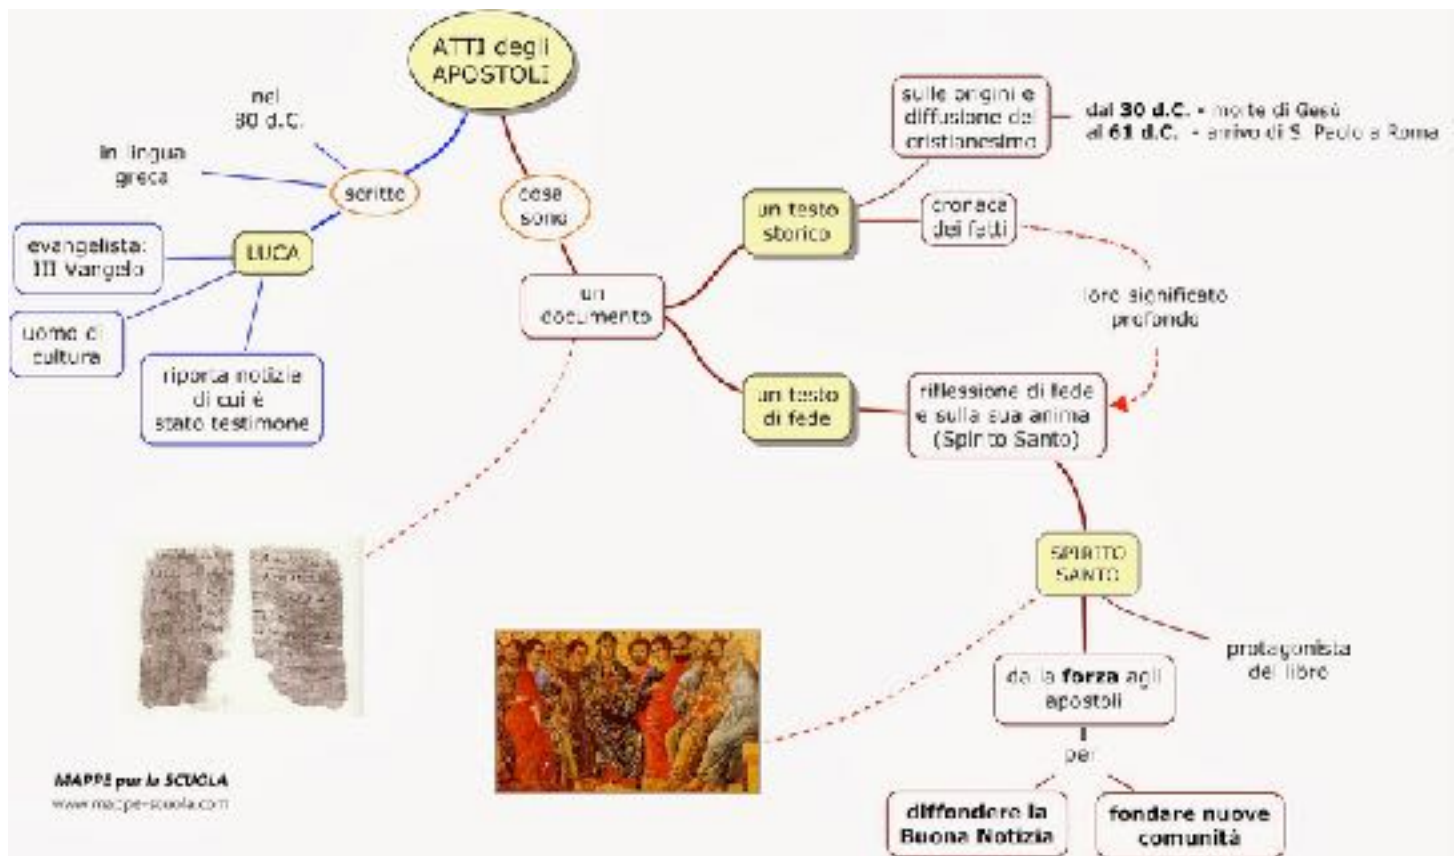 ATTI degli
APOSTOLI
nel
80 d.C.
in lingua
greca
scritto
LUCA
evangelista:
III Vangelo
uomo di
cultura
riporta notizie
di cui è
stato testimone
cosa
sono
un
documento
un testo
storico
sulle origini e
diffusione del
cristianesimo
dal 30 d.C. - morte di Gesù
al 61 d.C. - arrivo di S. Paolo a Roma
cronaca
dei fatti
loro significato
profondo
un testo
di fede
riflessione di fede
e sulla sua anima
(Spirito Santo)
SPIRITO
SANTO
protagonista
del libro
dà la forza agli
apostoli
per
diffondere la
Buona Notizia
fondare nuove
comunità
MAPPE per la SCUOLA
www.mappe-scuola.com